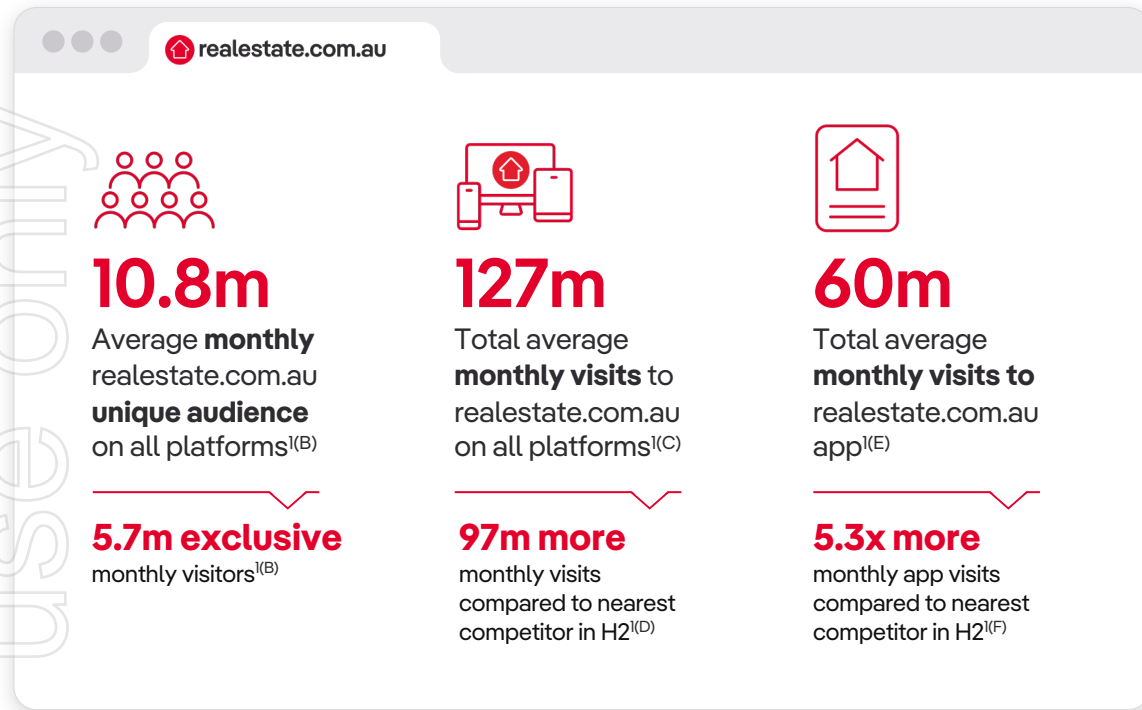 realestate.com.au
use only
10.8m
Average monthly
realestate.com.au
unique audience
on all platforms1(B)
5.7m exclusive
monthly visitors1(B)
127m
Total average
monthly visits to
realestate.com.au
on all platforms1(C)
97m more
monthly visits
compared to nearest
competitor in H21(D)
60m
Total average
monthly visits to
realestate.com.au
app1(E)
5.3x more
monthly app visits
compared to nearest
competitor in H21(F)